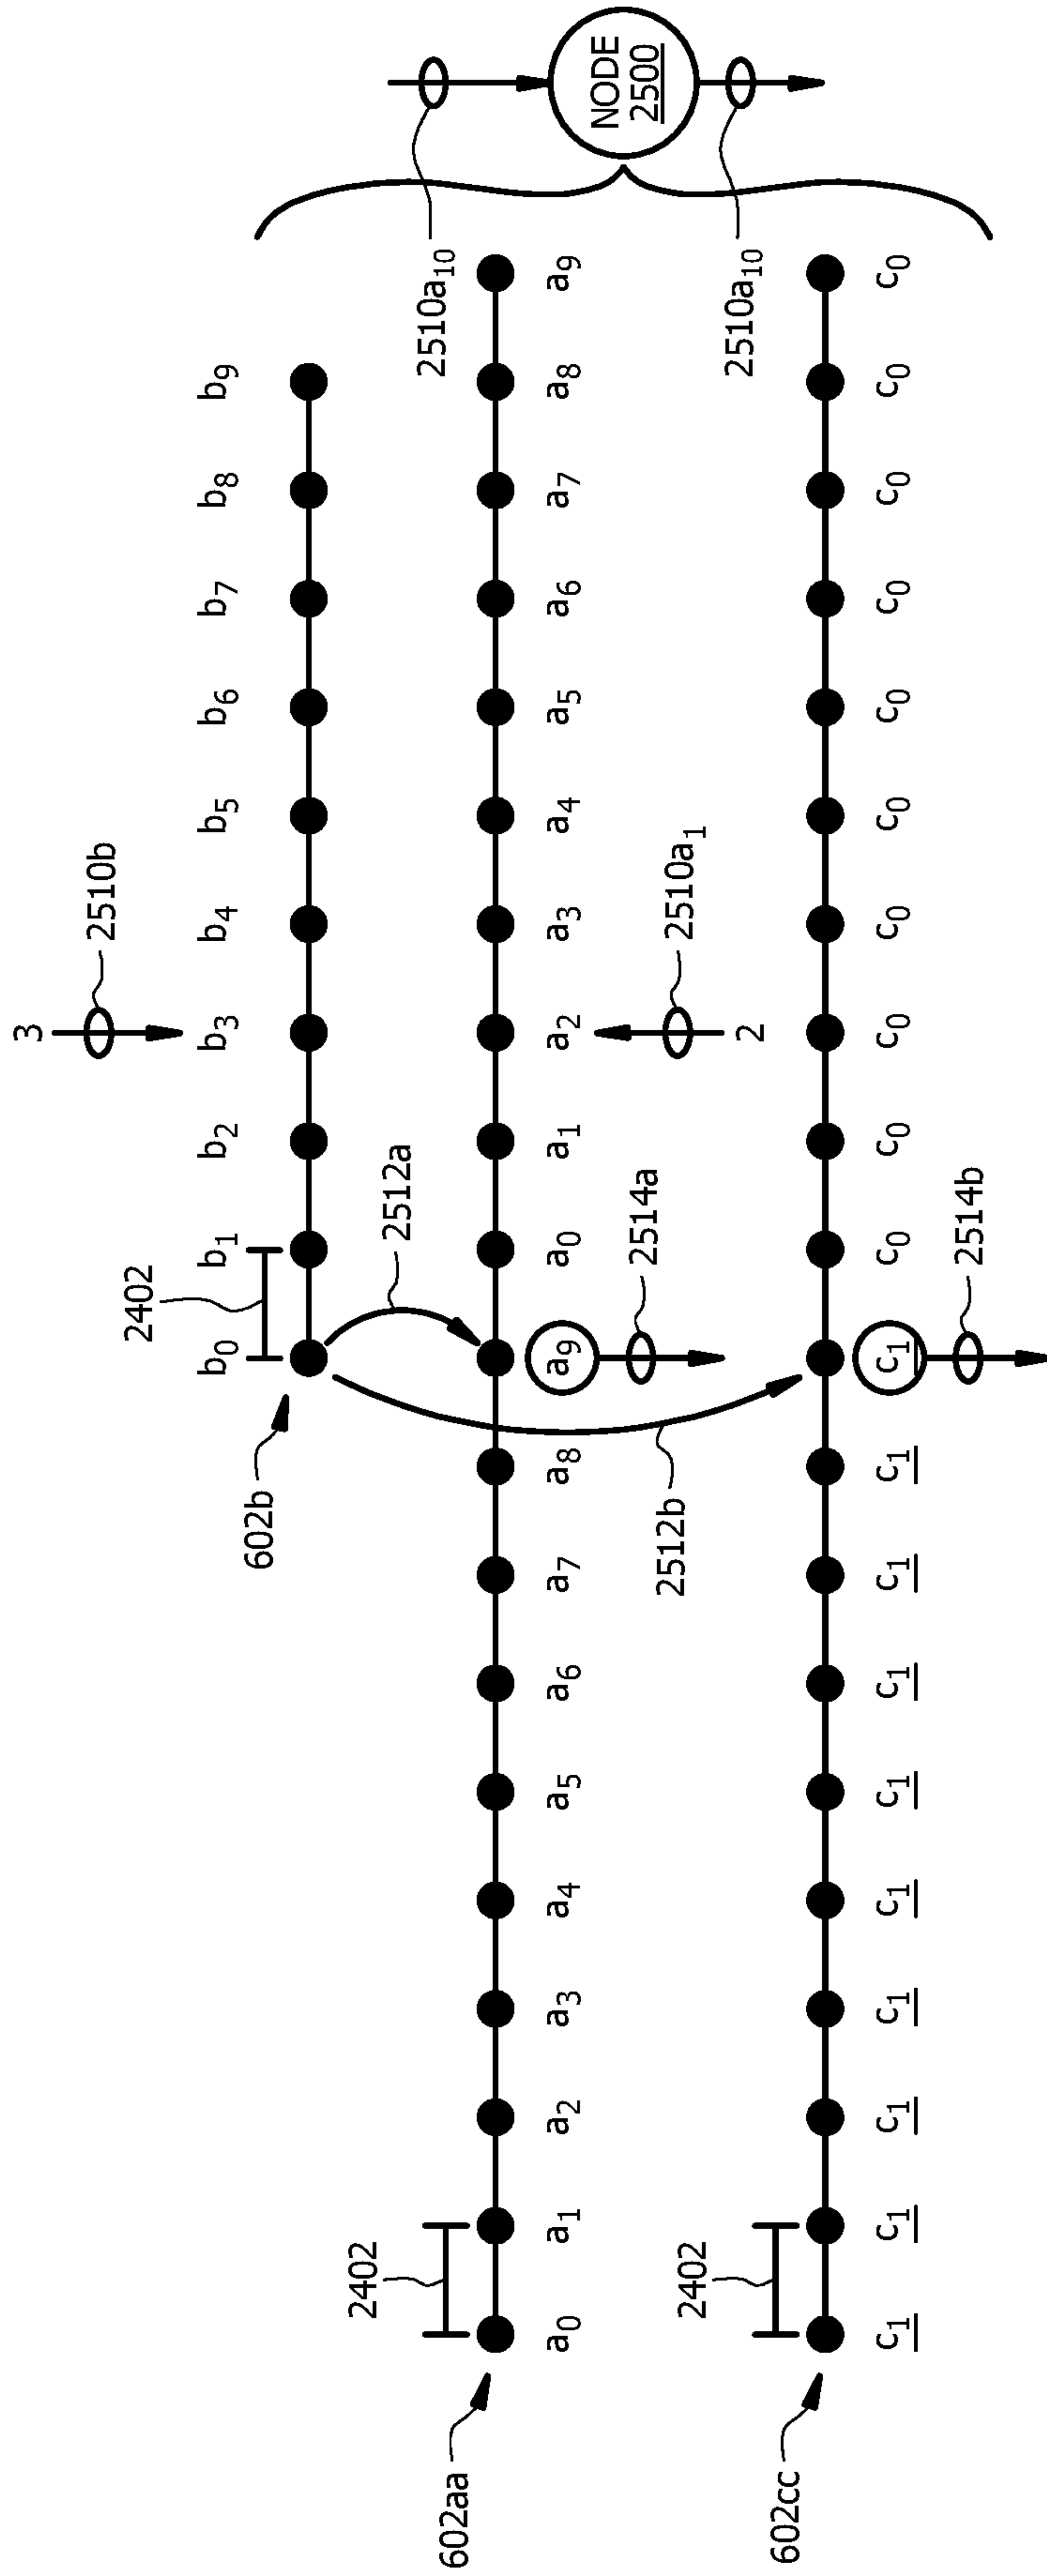 3
2510b
2402
b0 b1 b2 b3 b4 b5 b6 b7 b8 b9
602b
2402
2512a
2510a10
602aa
a0 a1 a2 a3 a4 a5 a6 a7 a8 a9 a0 a1 a2 a3 a4 a5 a6 a7 a8 a9
NODE
2500
2514a
2512b
2510a1
2402
2510a10
2
602cc
c1 c1 c1 c1 c1 c1 c1 c1 c1 c1 c0 c0 c0 c0 c0 c0 c0 c0 c0 c0
2514b